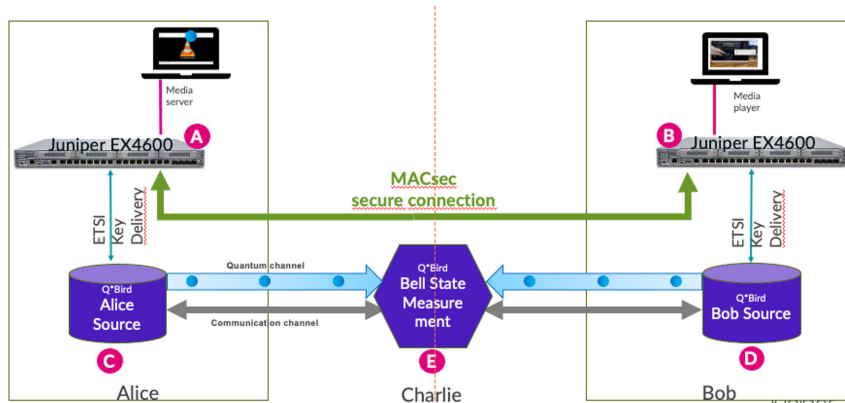 Media
server
Media
player
Juniper EX4600
A
B
Juniper EX4600
MACsec
secure connection
ETSI
Key
Delivery
ETSI
Key
Delivery
Quantum channel
Q*Bird
Alice
Source
Q*Bird
Bell State
Measure
ment
Q*Bird
Bob Source
Communication channel
C
E
D
Alice
Charlie
Bob